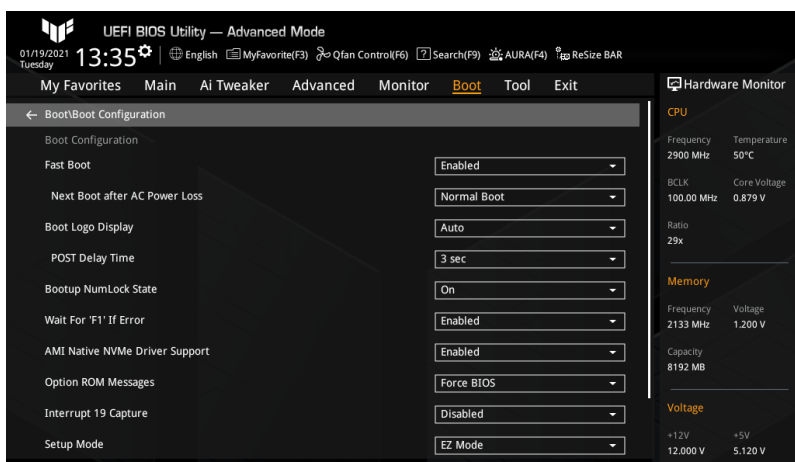 UEFI BIOS Utility — Advanced Mode
01/19/2021 Tuesday 13:35 English MyFavorite(F3) Qfan Control(F6) ? Search(F9) AURA(F4) ReSize BAR
My Favorites Main Ai Tweaker Advanced Monitor Boot Tool Exit
Hardware Monitor
← Boot\Boot Configuration
Boot Configuration
Fast Boot Enabled
Next Boot after AC Power Loss Normal Boot
Boot Logo Display Auto
POST Delay Time 3 sec
Bootup NumLock State On
Wait For 'F1' If Error Enabled
AMI Native NVMe Driver Support Enabled
Option ROM Messages Force BIOS
Interrupt 19 Capture Disabled
Setup Mode EZ Mode
CPU
Frequency Temperature
2900 MHz 50°C
BCLK Core Voltage
100.00 MHz 0.879 V
Ratio
29x
Memory
Frequency Voltage
2133 MHz 1.200 V
Capacity
8192 MB
Voltage
+12V +5V
12.000 V 5.120 V